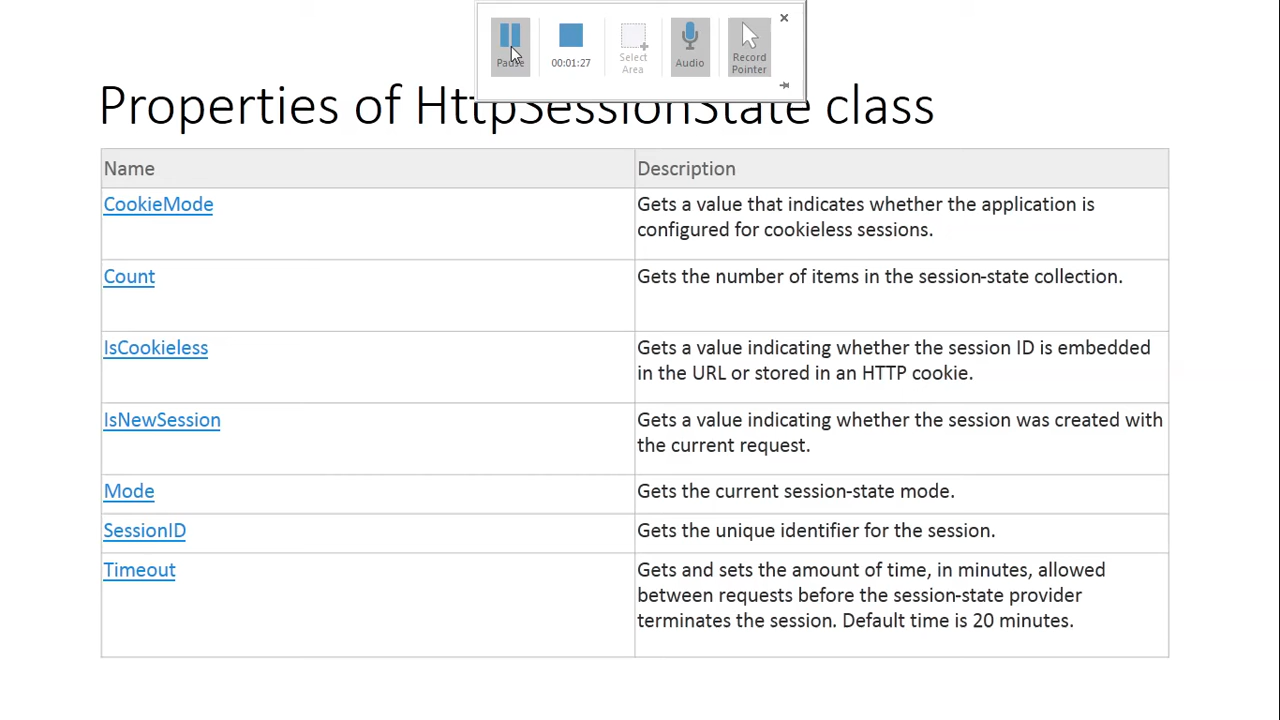 Pause
00:01:27
Select
Area
Audio
Record
Pointer
Properties of HttpSessionState class
Name
Description
CookieMode
Gets a value that indicates whether the application is
configured for cookieless sessions.
Count
Gets the number of items in the session-state collection.
IsCookieless
Gets a value indicating whether the session ID is embedded
in the URL or stored in an HTTP cookie.
IsNewSession
Gets a value indicating whether the session was created with
the current request.
Mode
Gets the current session-state mode.
SessionID
Gets the unique identifier for the session.
Timeout
Gets and sets the amount of time, in minutes, allowed
between requests before the session-state provider
terminates the session. Default time is 20 minutes.